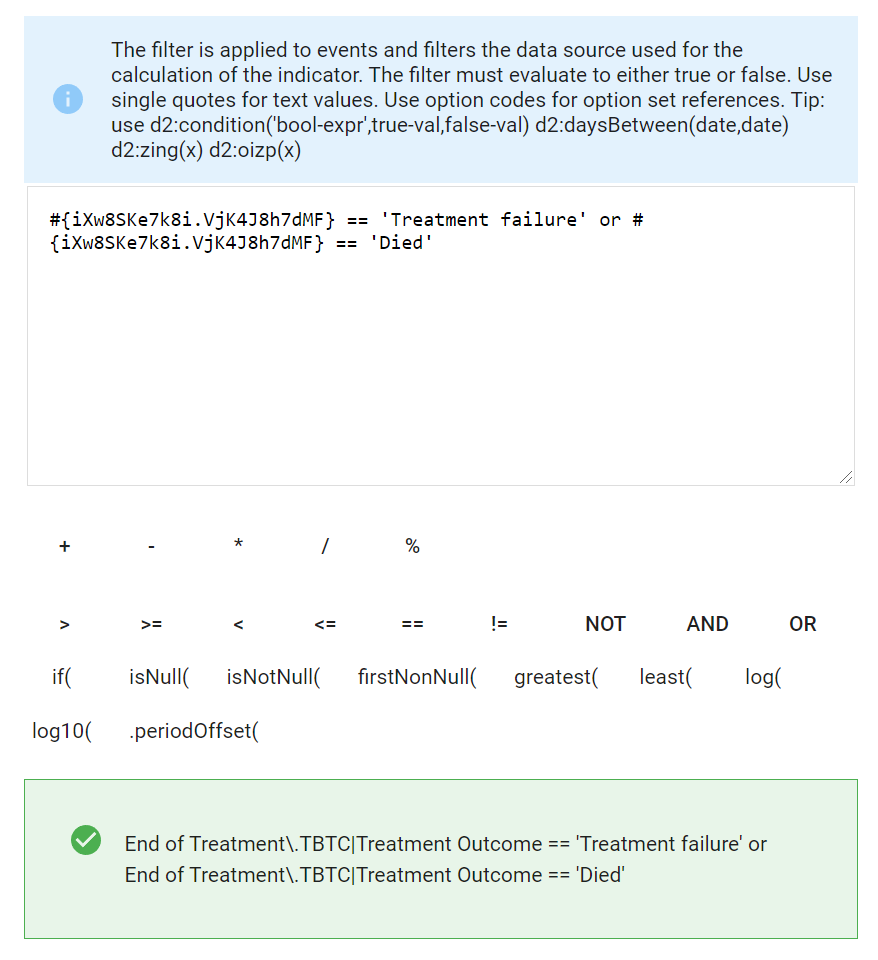 The filter is applied to events and filters the data source used for the
calculation of the indicator. The filter must evaluate to either true or false. Use
single quotes for text values. Use option codes for option set references. Tip:
use d2:condition('bool-expr',true-val,false-val) d2:daysBetween(date,date)
d2:zing(x) d2:oizp(x)
#{iXw8SKe7k8i.VjK4J8h7dMF} == 'Treatment failure' or #
{iXw8SKe7k8i.VjK4J8h7dMF} == 'Died'
+ - * / %
> >= < <= == != NOT AND OR
if( isNull( isNotNull( firstNonNull( greatest( least( log(
log10( .periodOffset(
End of Treatment\.TBTC|Treatment Outcome == 'Treatment failure' or
End of Treatment\.TBTC|Treatment Outcome == 'Died'